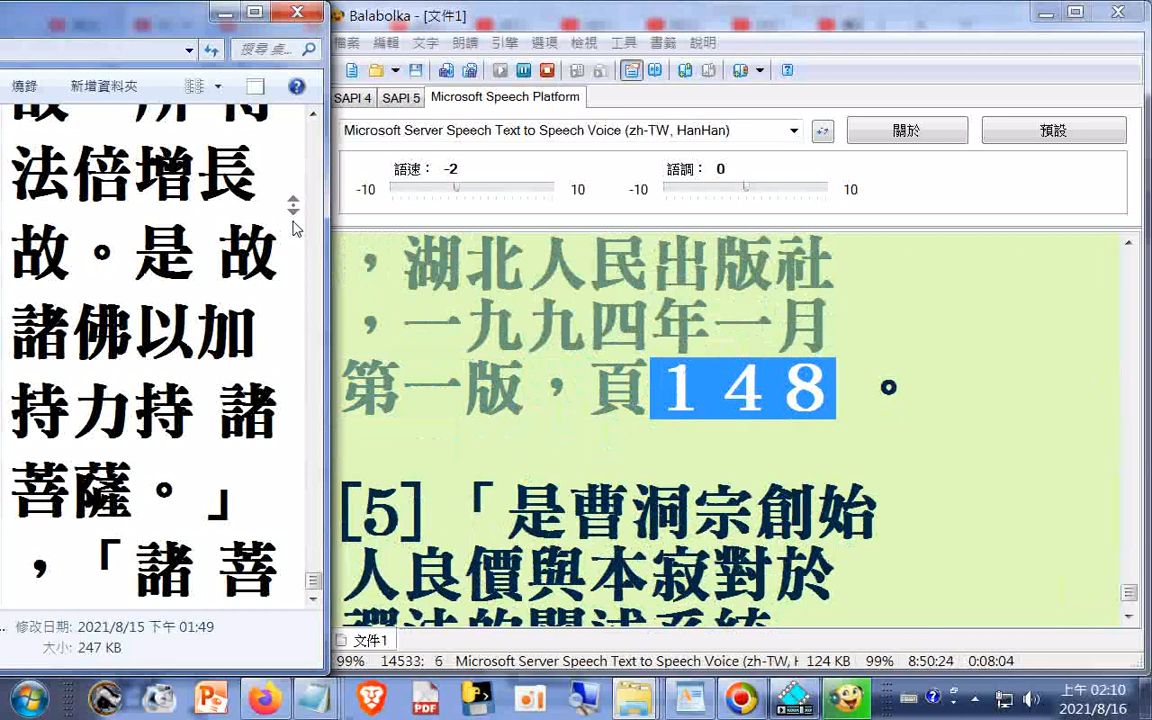 搜尋 桌...
燒錄
新增資料夾
法倍增長
故。是 故
諸佛以加
持力持 諸
菩薩。」
，「諸 菩
修改日期: 2021/8/15 下午 01:49
大小: 247 KB
Balabolka - [文件1]
檔案 編輯 文字 朗讀 引擎 選項 檢視 工具 書籤 說明
SAPI 4 SAPI 5 Microsoft Speech Platform
Microsoft Server Speech Text to Speech Voice (zh-TW, HanHan)
關於
預設
語速： -2
-10 10
語調： 0
-10 10
，湖北人民出版社
，一九九四年一月
第一版，頁１４８。
[5]「是曹洞宗創始
人良價與本寂對於
文件1
99% 14533: 6 Microsoft Server Speech Text to Speech Voice (zh-TW, H 124 KB 99% 8:50:24 0:08:04
PDF
上午 02:10
2021/8/16